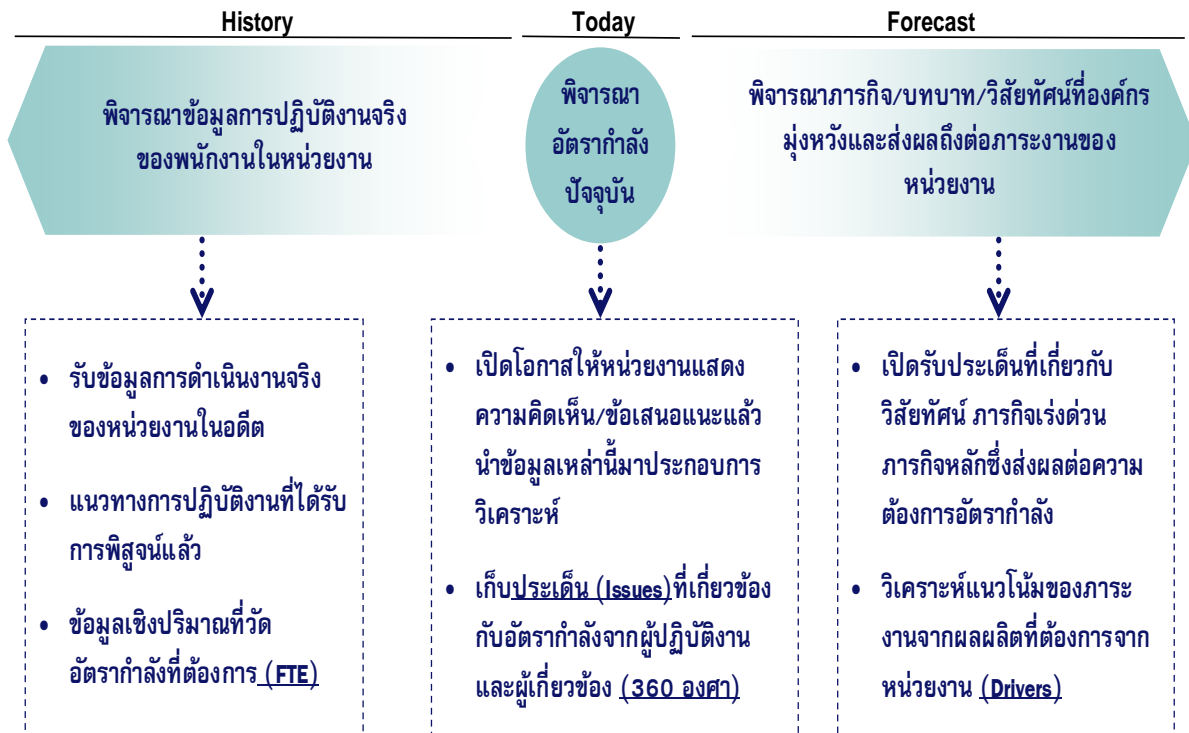 History
Today
Forecast
พิจารณาข้อมูลการปฏิบัติงานจริง
ของพนักงานในหน่วยงาน
พิจารณา
อัตรากำลัง
ปัจจุบัน
พิจารณาภารกิจ/บทบาท/วิสัยทัศน์ที่องค์กร
มุ่งหวังและส่งผลถึงต่อภาระงานของ
หน่วยงาน
• รับข้อมูลการดำเนินงานจริง
ของหน่วยงานในอดีต
• แนวทางการปฏิบัติงานที่ได้รับ
การพิสูจน์แล้ว
• ข้อมูลเชิงปริมาณที่วัด
อัตรากำลังที่ต้องการ (FTE)
• เปิดโอกาสให้หน่วยงานแสดง
ความคิดเห็น/ข้อเสนอแนะแล้ว
นำข้อมูลเหล่านี้มาประกอบการ
วิเคราะห์
• เก็บประเด็น (Issues)ที่เกี่ยวข้อง
กับอัตรากำลังจากผู้ปฏิบัติงาน
และผู้เกี่ยวข้อง (360 องศา)
• เปิดรับประเด็นที่เกี่ยวกับ
วิสัยทัศน์ ภารกิจเร่งด่วน
ภารกิจหลักซึ่งส่งผลต่อความ
ต้องการอัตรากำลัง
• วิเคราะห์แนวโน้มของภาระ
งานจากผลผลิตที่ต้องการจาก
หน่วยงาน (Drivers)